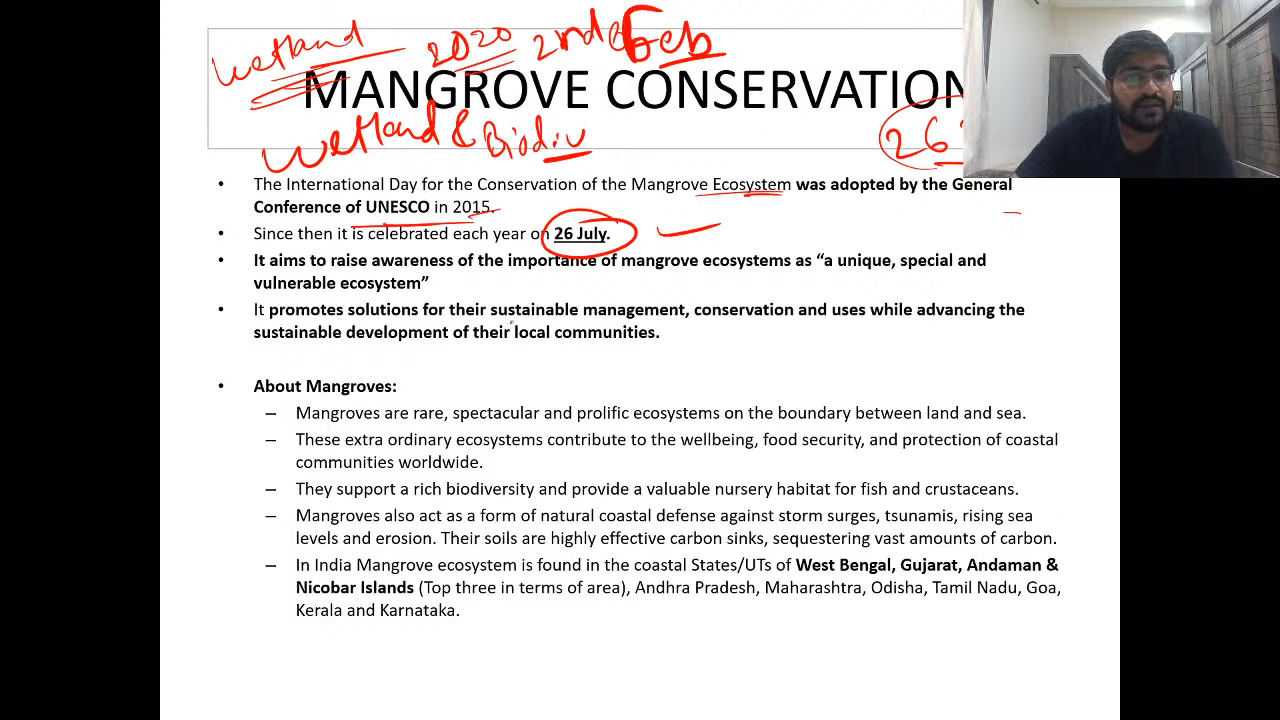 Wetland 2020 2nd Feb
MANGROVE CONSERVATION
Wetland & Biodiv
26
• The International Day for the Conservation of the Mangrove Ecosystem was adopted by the General
Conference of UNESCO in 2015.
• Since then it is celebrated each year on 26 July.
• It aims to raise awareness of the importance of mangrove ecosystems as “a unique, special and
vulnerable ecosystem”
• It promotes solutions for their sustainable management, conservation and uses while advancing the
sustainable development of their local communities.
• About Mangroves:
– Mangroves are rare, spectacular and prolific ecosystems on the boundary between land and sea.
– These extra ordinary ecosystems contribute to the wellbeing, food security, and protection of coastal
communities worldwide.
– They support a rich biodiversity and provide a valuable nursery habitat for fish and crustaceans.
– Mangroves also act as a form of natural coastal defense against storm surges, tsunamis, rising sea
levels and erosion. Their soils are highly effective carbon sinks, sequestering vast amounts of carbon.
– In India Mangrove ecosystem is found in the coastal States/UTs of West Bengal, Gujarat, Andaman &
Nicobar Islands (Top three in terms of area), Andhra Pradesh, Maharashtra, Odisha, Tamil Nadu, Goa,
Kerala and Karnataka.